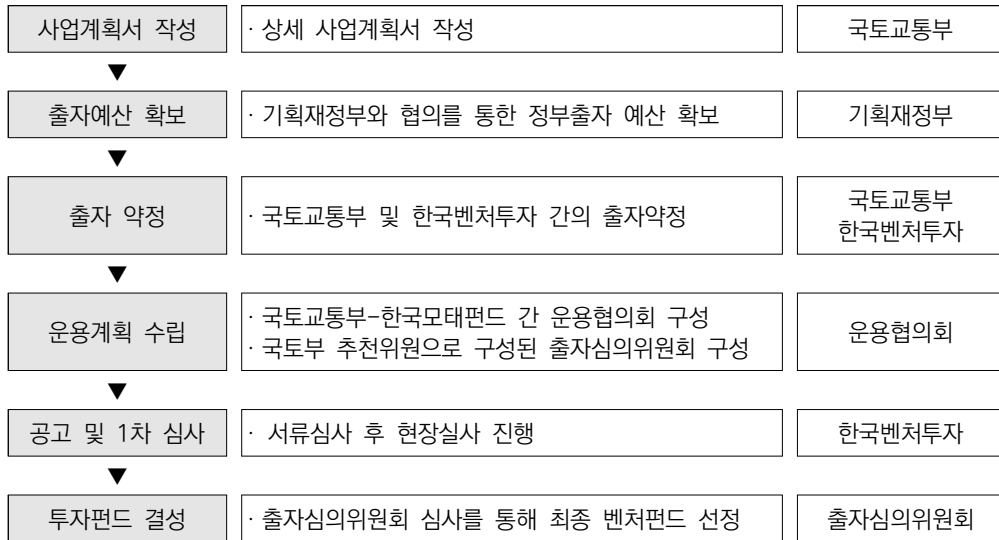 사업계획서 작성
· 상세 사업계획서 작성
국토교통부
▼
출자예산 확보
· 기획재정부와 협의를 통한 정부출자 예산 확보
기획재정부
▼
출자 약정
· 국토교통부 및 한국벤처투자 간의 출자약정
국토교통부
한국벤처투자
▼
운용계획 수립
· 국토교통부-한국모태펀드 간 운용협의회 구성
· 국토부 추천위원으로 구성된 출자심의위원회 구성
운용협의회
▼
공고 및 1차 심사
· 서류심사 후 현장실사 진행
한국벤처투자
▼
투자펀드 결성
· 출자심의위원회 심사를 통해 최종 벤처펀드 선정
출자심의위원회